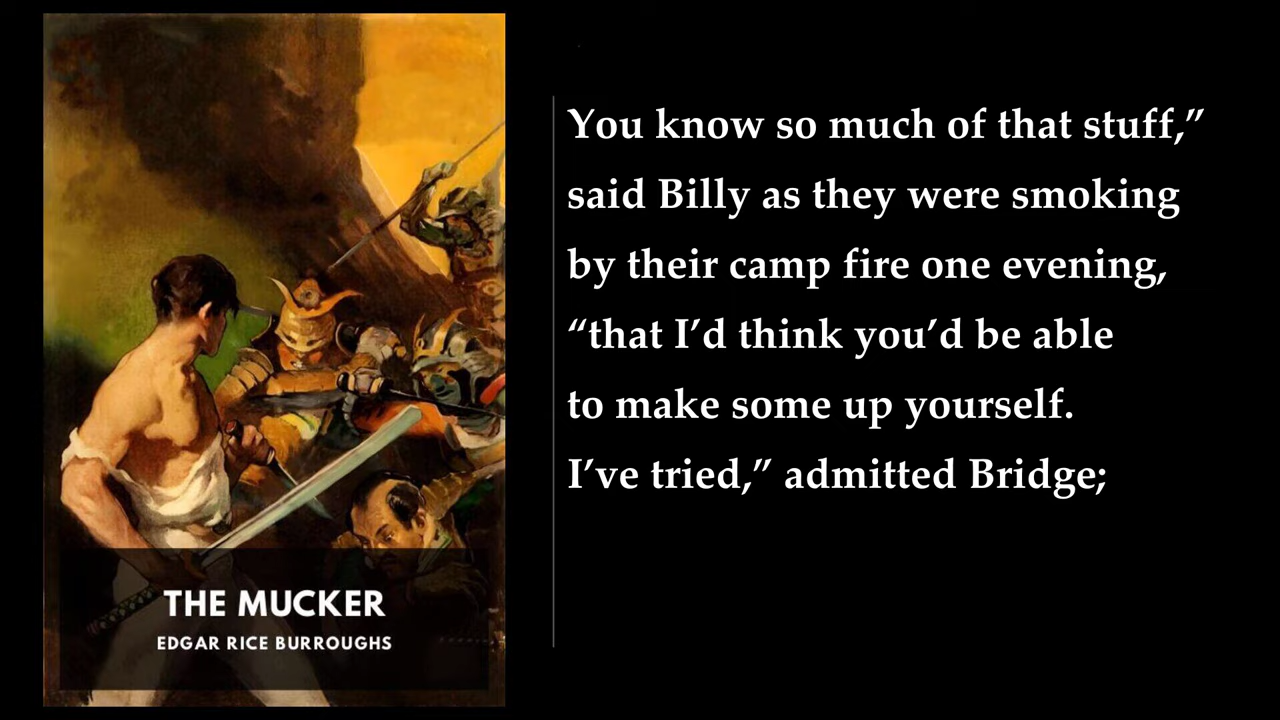 You know so much of that stuff,”
said Billy as they were smoking
by their camp fire one evening,
“that I’d think you’d be able
to make some up yourself.
I’ve tried,” admitted Bridge;
THE MUCKER
EDGAR RICE BURROUGHS